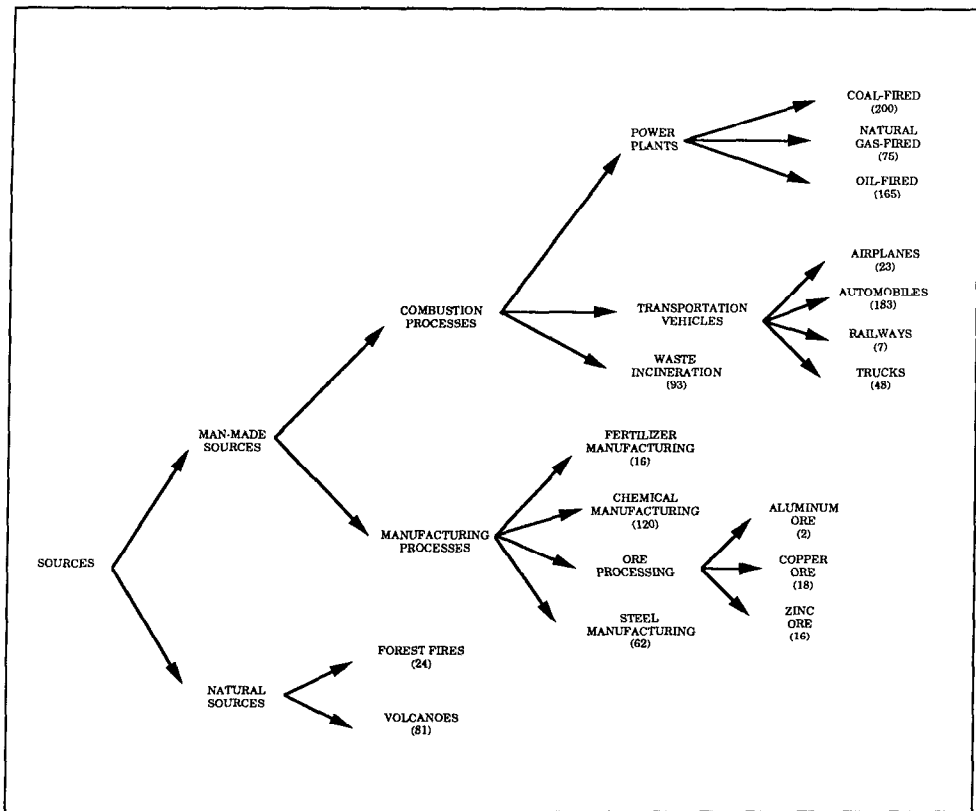 COAL-FIRED
(200)
POWER
PLANTS
NATURAL
GAS-FIRED
(75)
OIL-FIRED
(165)
AIRPLANES
(23)
COMBUSTION
PROCESSES
TRANSPORTATION
VEHICLES
AUTOMOBILES
(183)
RAILWAYS
(7)
WASTE
INCINERATION
(93)
TRUCKS
(48)
MAN-MADE
SOURCES
FERTILIZER
MANUFACTURING
(16)
CHEMICAL
MANUFACTURING
(120)
ALUMINUM
ORE
(2)
MANUFACTURING
PROCESSES
SOURCES
ORE
PROCESSING
COPPER
ORE
(18)
STEEL
MANUFACTURING
(62)
ZINC
ORE
(16)
FOREST FIRES
(24)
NATURAL
SOURCES
VOLCANOES
(81)